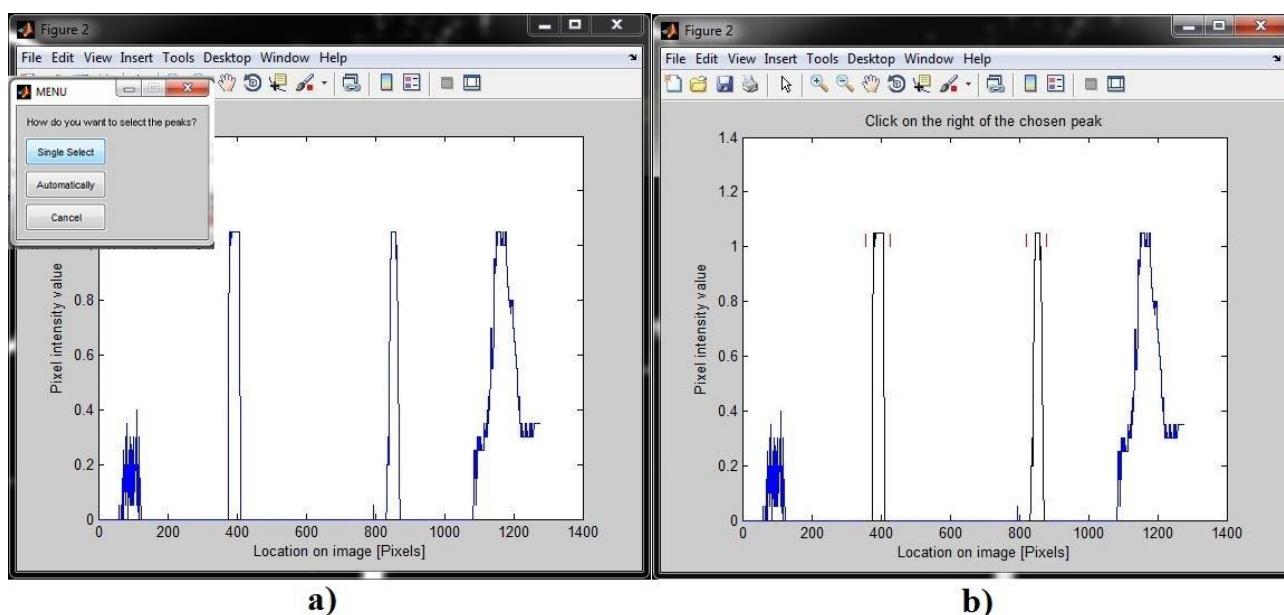 Figure 2
File Edit View Insert Tools Desktop Window Help
MENU
How do you want to select the peaks?
Single Select
Automatically
Cancel
Pixel intensity value
0.8
0.6
0.4
0.2
0
0 200 400 600 800 1000 1200 1400
Location on image [Pixels]
a)
Figure 2
File Edit View Insert Tools Desktop Window Help
Click on the right of the chosen peak
Pixel intensity value
1.4
1.2
1
0.8
0.6
0.4
0.2
0
0 200 400 600 800 1000 1200 1400
Location on image [Pixels]
b)